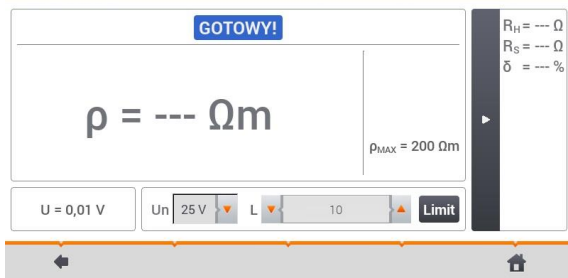 GOTOWY!
ρ = --- Ωm
ρMAX = 200 Ωm
RH = --- Ω
RS = --- Ω
δ = --- %
U = 0,01 V
Un 25 V L 10 Limit